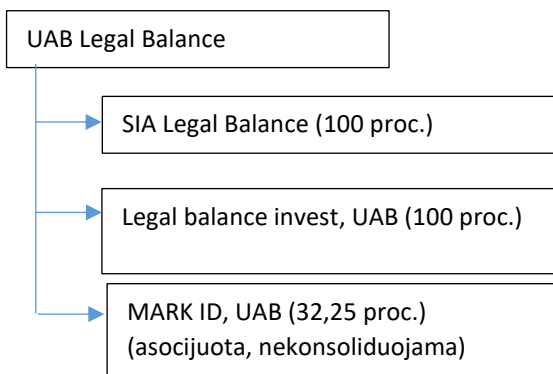 UAB Legal Balance
SIA Legal Balance (100 proc.)
Legal balance invest, UAB (100 proc.)
MARK ID, UAB (32,25 proc.)
(asocijuota, nekonsoliduojama)